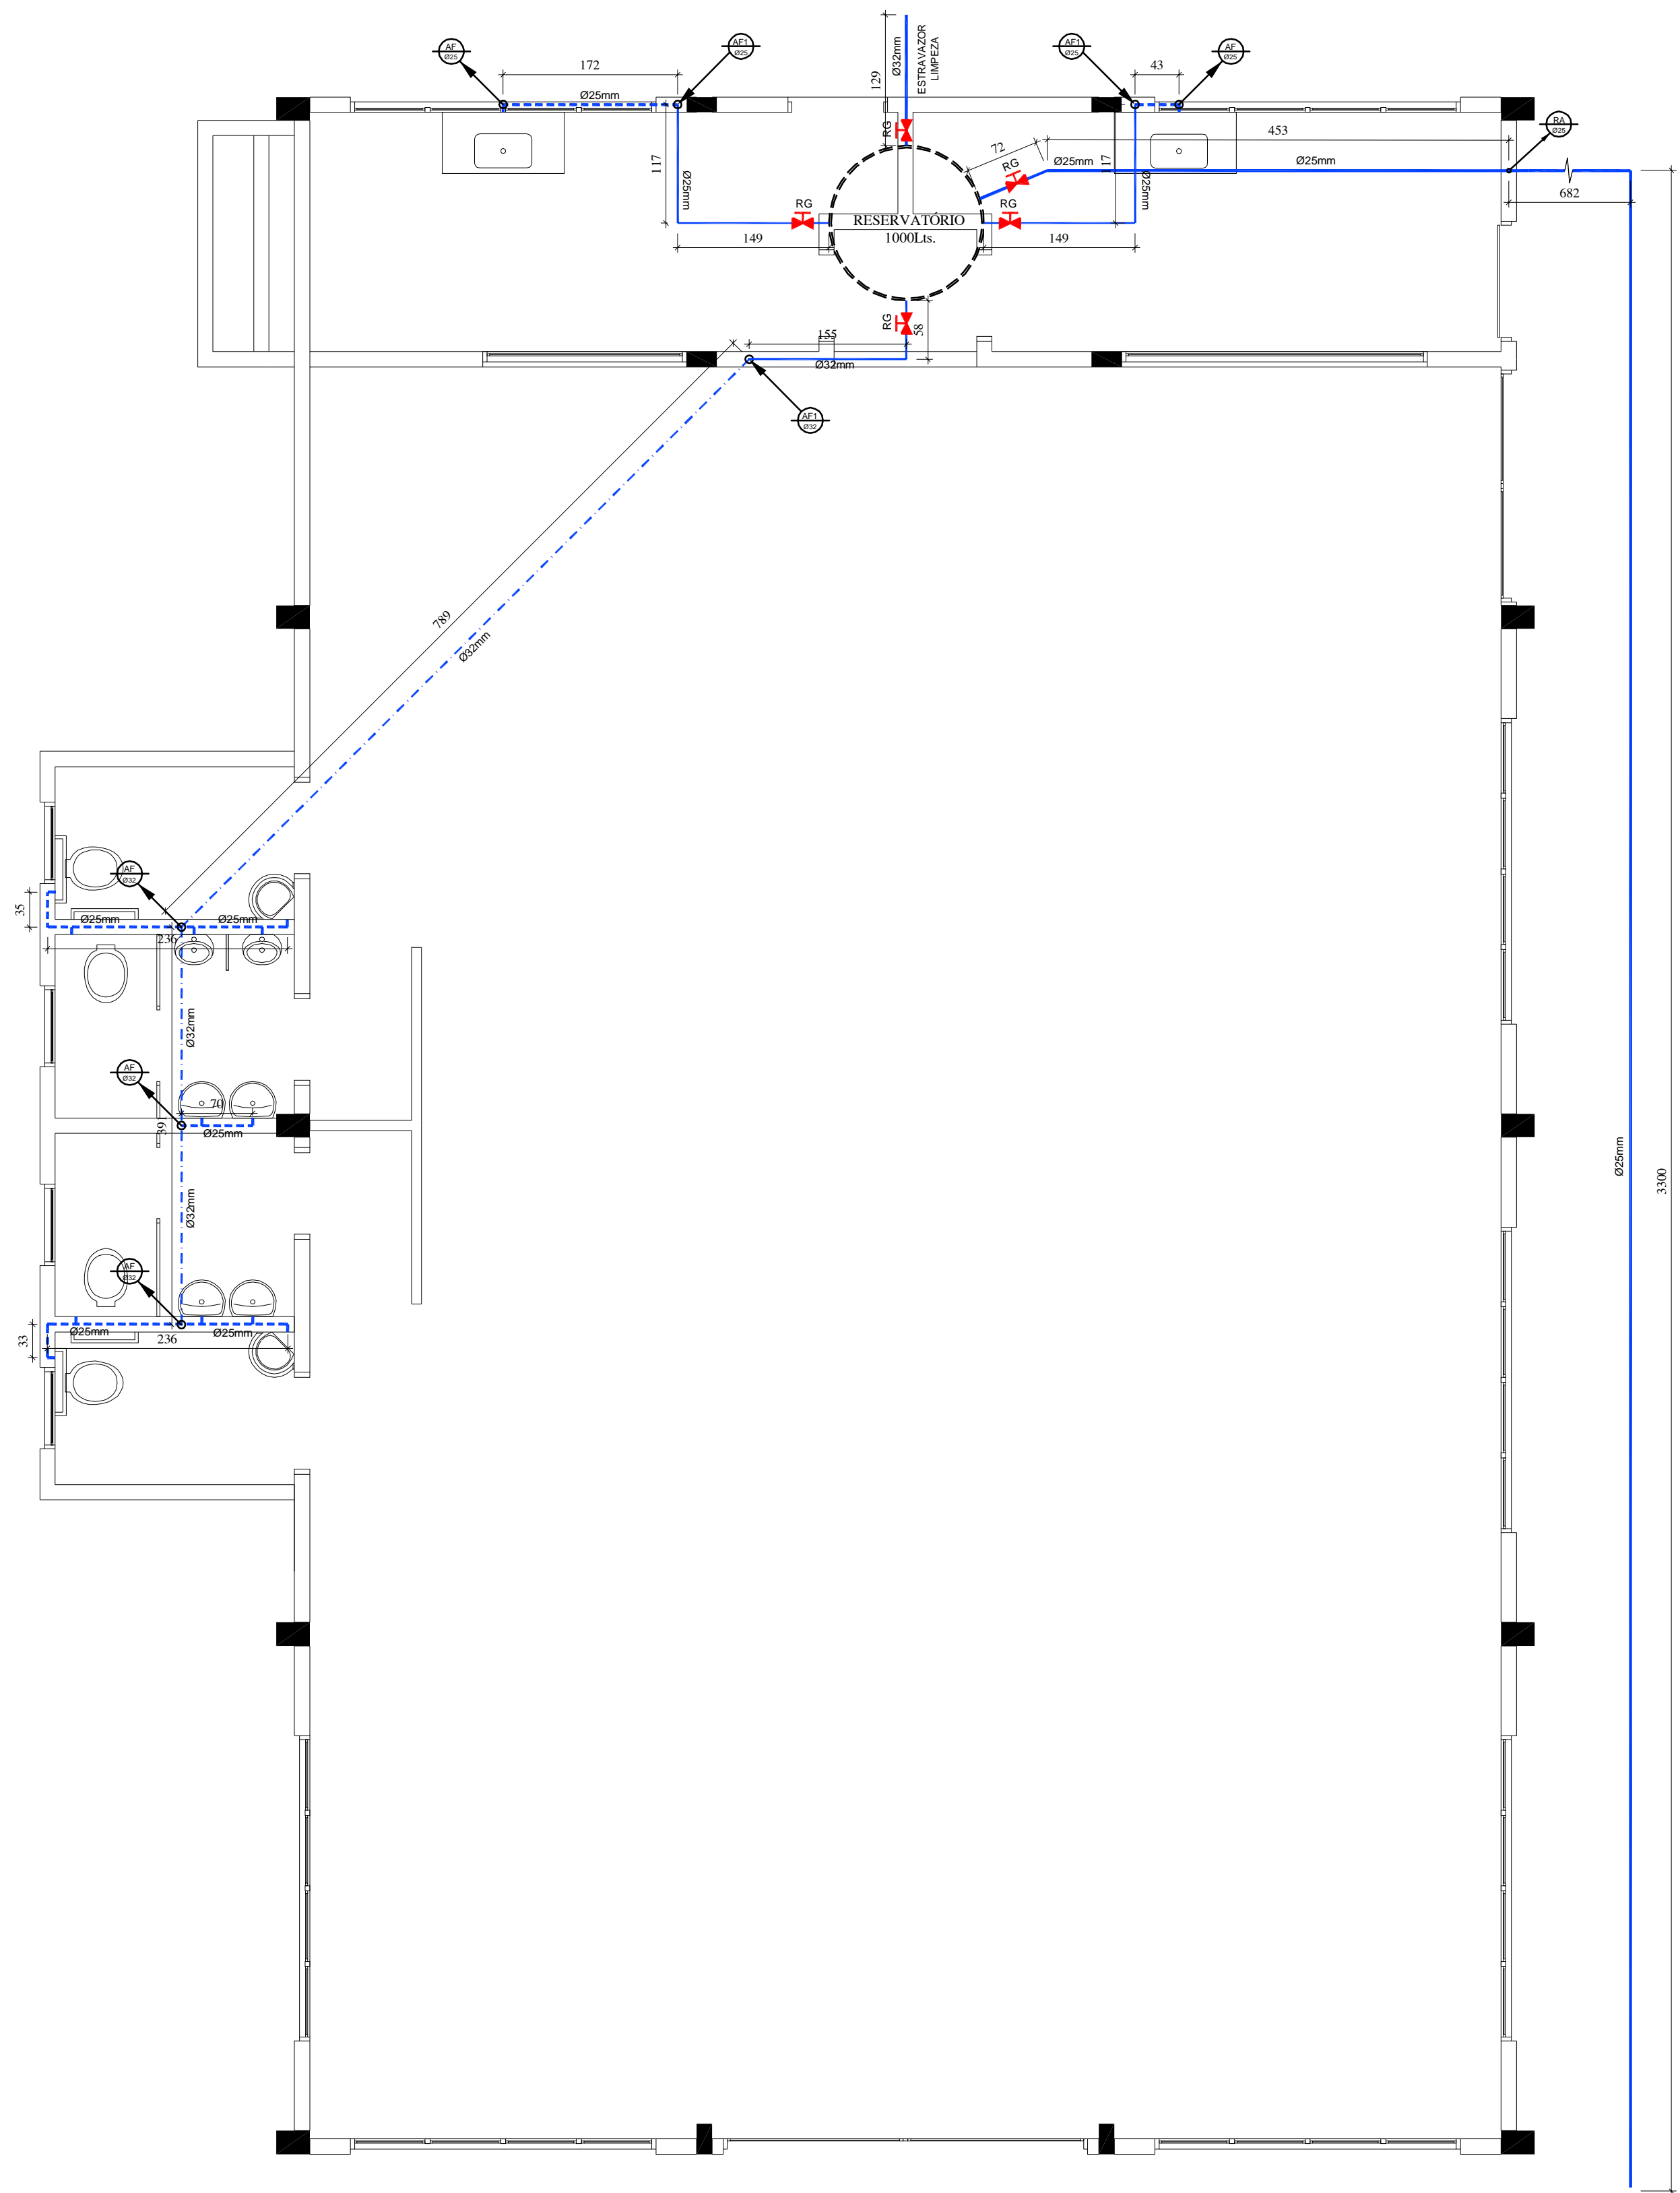 AF
Ø25
172
Ø25mm
AF1
Ø25
129
Ø32mm
ESTRAVAZOR
LIMPEZA
AF1
Ø25
43
AF
Ø25
RG
72
RG
453
Ø25mm
Ø25mm
RA
Ø25
682
117
Ø25mm
RG
149
RESERVATÓRIO
1000Lts.
RG
149
117
Ø25mm
RG
58
155
Ø32mm
AF1
Ø32
789
Ø32mm
AF
Ø32
35
Ø25mm
Ø25mm
236
Ø32mm
AF
Ø32
70
391
Ø25mm
Ø32mm
AF
Ø32
33
Ø25mm
Ø25mm
236
Ø25mm
3300